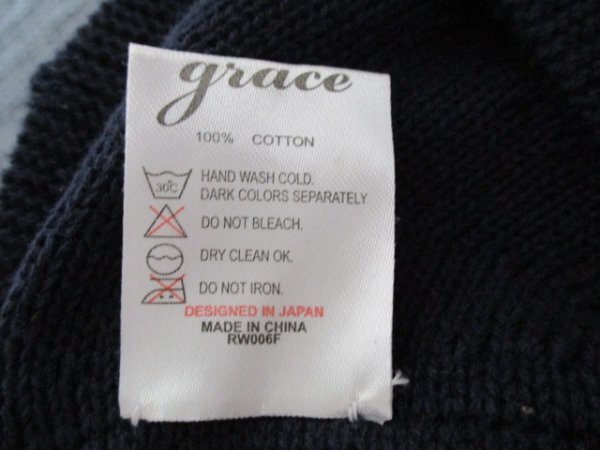 grace
100% COTTON
30C
HAND WASH COLD.
DARK COLORS SEPARATELY
DO NOT BLEACH.
DRY CLEAN OK.
DO NOT IRON.
DESIGNED IN JAPAN
MADE IN CHINA
RW006F